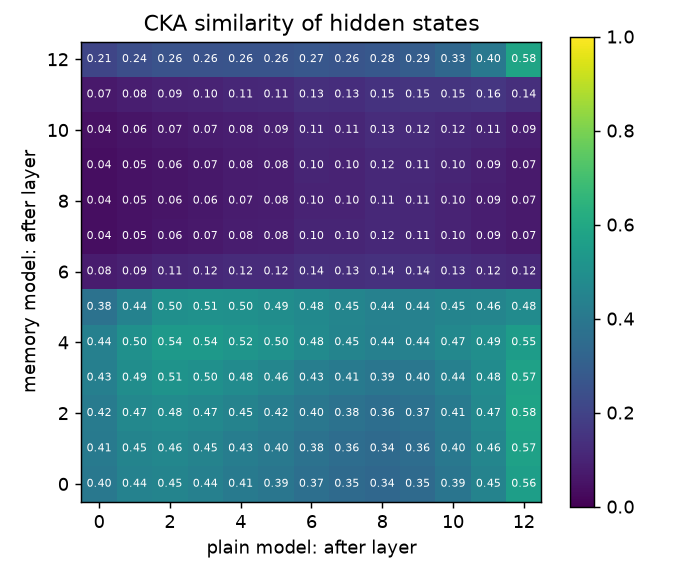 CKA similarity of hidden states
12 0.21 0.24 0.26 0.26 0.26 0.26 0.27 0.26 0.28 0.29 0.33 0.40 0.58
0.07 0.08 0.09 0.10 0.11 0.11 0.13 0.13 0.15 0.15 0.15 0.16 0.14
10 0.04 0.06 0.07 0.07 0.08 0.09 0.11 0.11 0.13 0.12 0.12 0.11 0.09
0.04 0.05 0.06 0.07 0.08 0.08 0.10 0.10 0.12 0.11 0.10 0.09 0.07
8 0.04 0.05 0.06 0.06 0.07 0.08 0.10 0.10 0.11 0.11 0.10 0.09 0.07
0.04 0.05 0.06 0.07 0.08 0.08 0.10 0.10 0.12 0.11 0.10 0.09 0.07
6 0.08 0.09 0.11 0.12 0.12 0.12 0.14 0.13 0.14 0.14 0.13 0.12 0.12
0.38 0.44 0.50 0.51 0.50 0.49 0.48 0.45 0.44 0.44 0.45 0.46 0.48
4 0.44 0.50 0.54 0.54 0.52 0.50 0.48 0.45 0.44 0.44 0.47 0.49 0.55
0.43 0.49 0.51 0.50 0.48 0.46 0.43 0.41 0.39 0.40 0.44 0.48 0.57
2 0.42 0.47 0.48 0.47 0.45 0.42 0.40 0.38 0.36 0.37 0.41 0.47 0.58
0.41 0.45 0.46 0.45 0.43 0.40 0.38 0.36 0.34 0.36 0.40 0.46 0.57
0 0.40 0.44 0.45 0.44 0.41 0.39 0.37 0.35 0.34 0.35 0.39 0.45 0.56
0 2 4 6 8 10 12
plain model: after layer
memory model: after layer
1.0
0.8
0.6
0.4
0.2
0.0